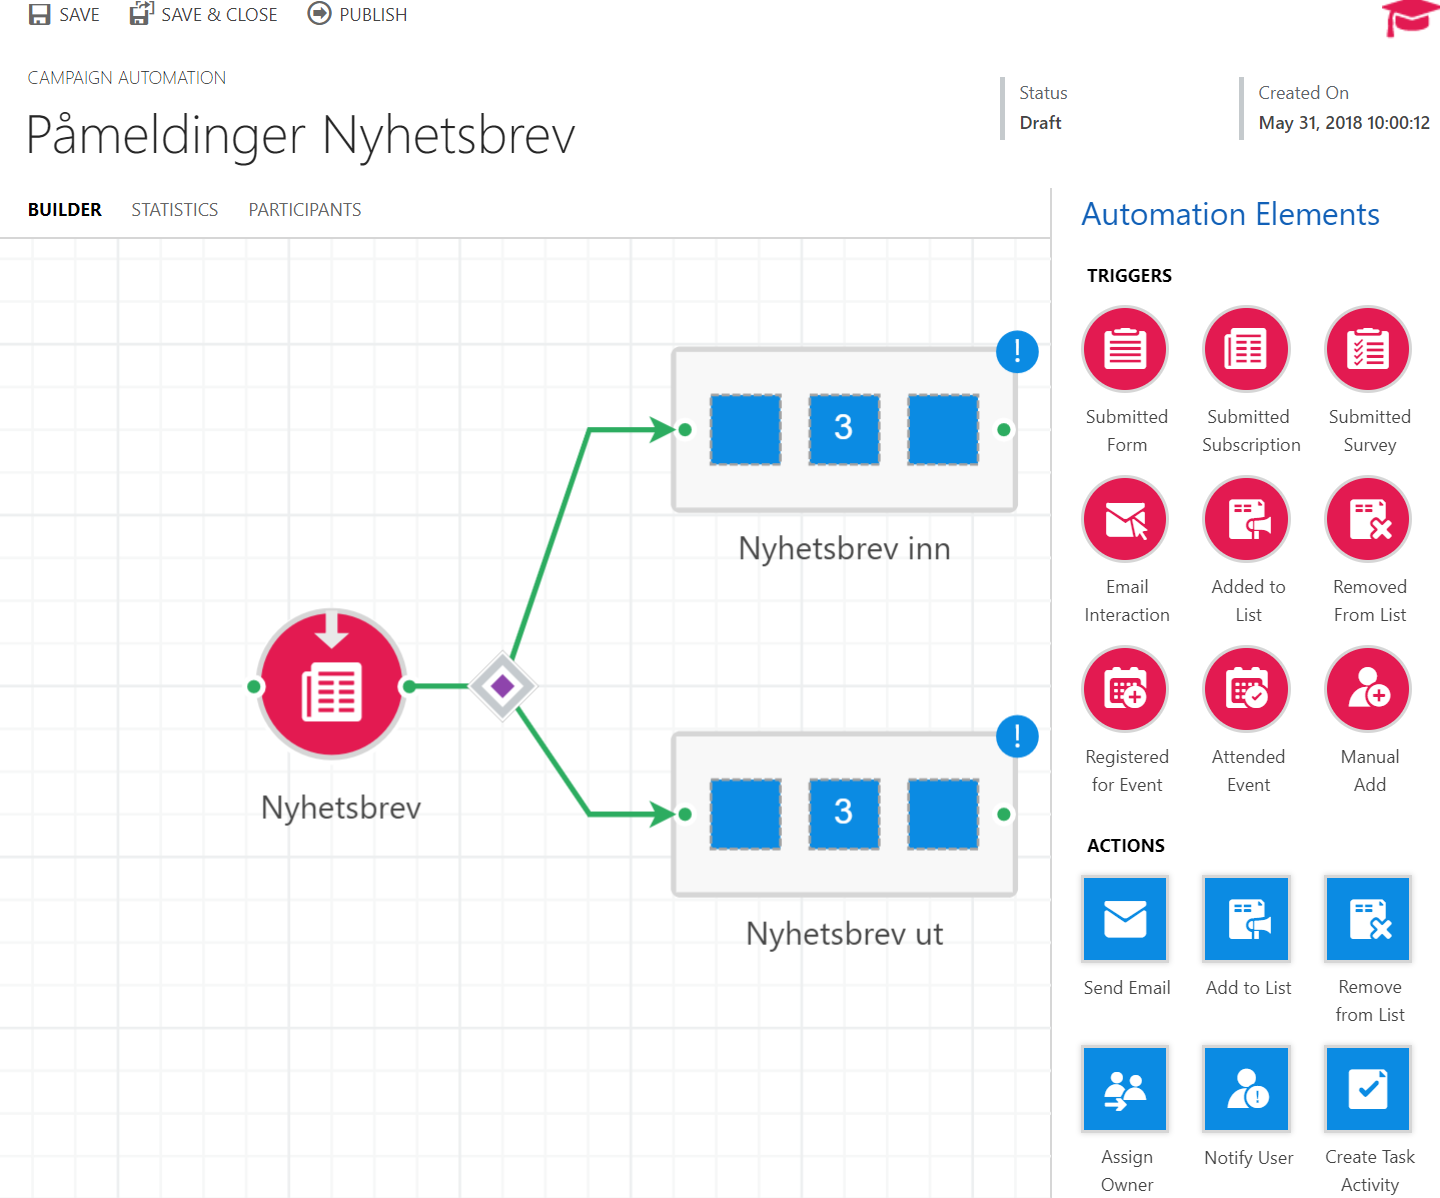 SAVE SAVE & CLOSE PUBLISH
CAMPAIGN AUTOMATION
Påmeldinger Nyhetsbrev
Status
Draft
Created On
May 31, 2018 10:00:12
BUILDER STATISTICS PARTICIPANTS
!
3
Nyhetsbrev inn
Nyhetsbrev
!
3
Nyhetsbrev ut
Automation Elements
TRIGGERS
Submitted
Form
Submitted
Subscription
Submitted
Survey
Email
Interaction
Added to
List
Removed
From List
Registered
for Event
Attended
Event
Manual
Add
ACTIONS
Send Email
Add to List
Remove
from List
Assign
Owner
Notify User
Create Task
Activity